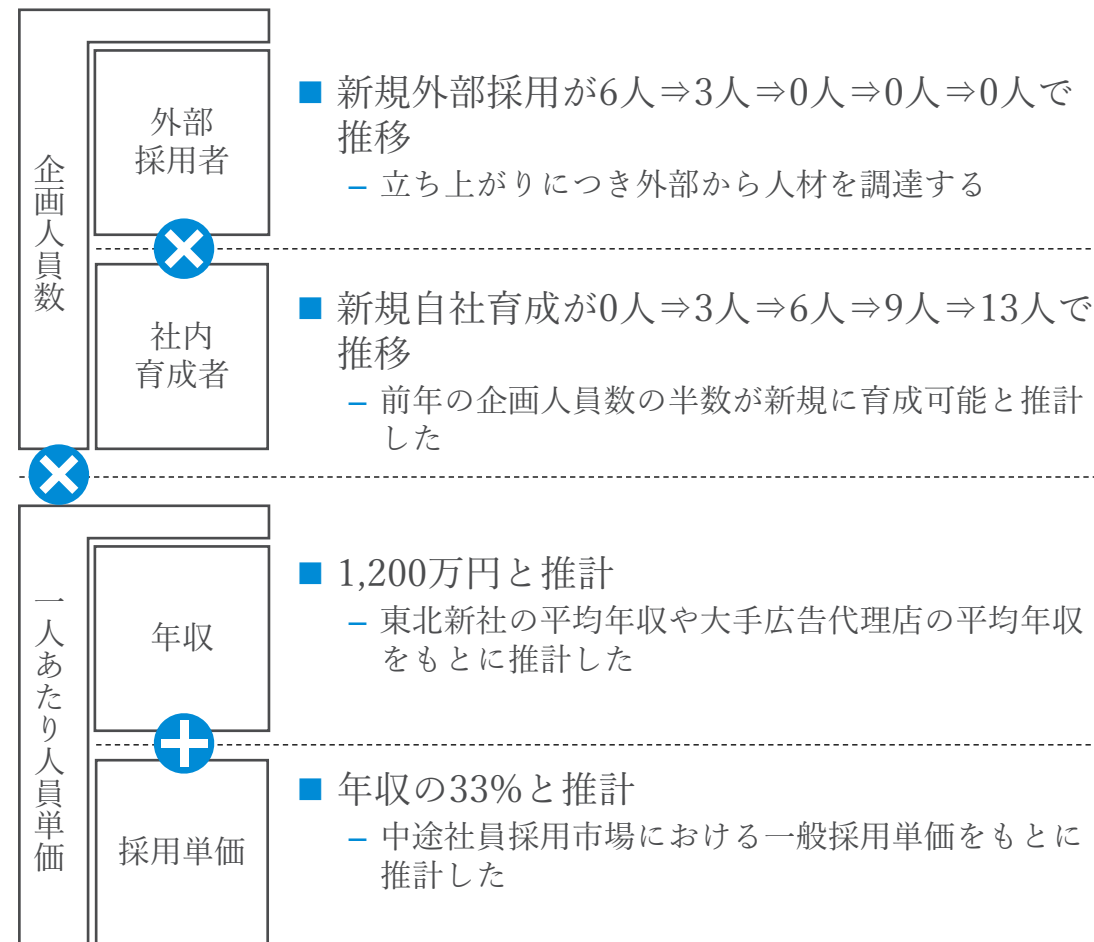 企画人員数
外部
採用者
■ 新規外部採用が6人⇒3人⇒0人⇒0人⇒0人で
推移
– 立ち上がりにつき外部から人材を調達する
社内
育成者
■ 新規自社育成が0人⇒3人⇒6人⇒9人⇒13人で
推移
– 前年の企画人員数の半数が新規に育成可能と推計
した
一人あたり人員単価
年収
■ 1,200万円と推計
– 東北新社の平均年収や大手広告代理店の平均年収
をもとに推計した
採用単価
■ 年収の33%と推計
– 中途社員採用市場における一般採用単価をもとに
推計した